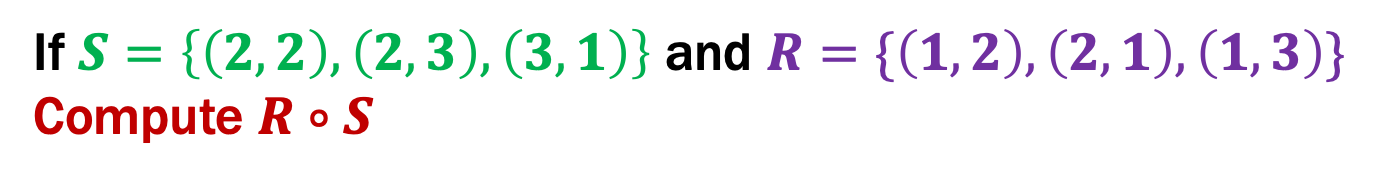 If S = {(2, 2), (2, 3), (3, 1)} and R = {(1, 2), (2, 1), (1, 3)}
Compute R ∘ S